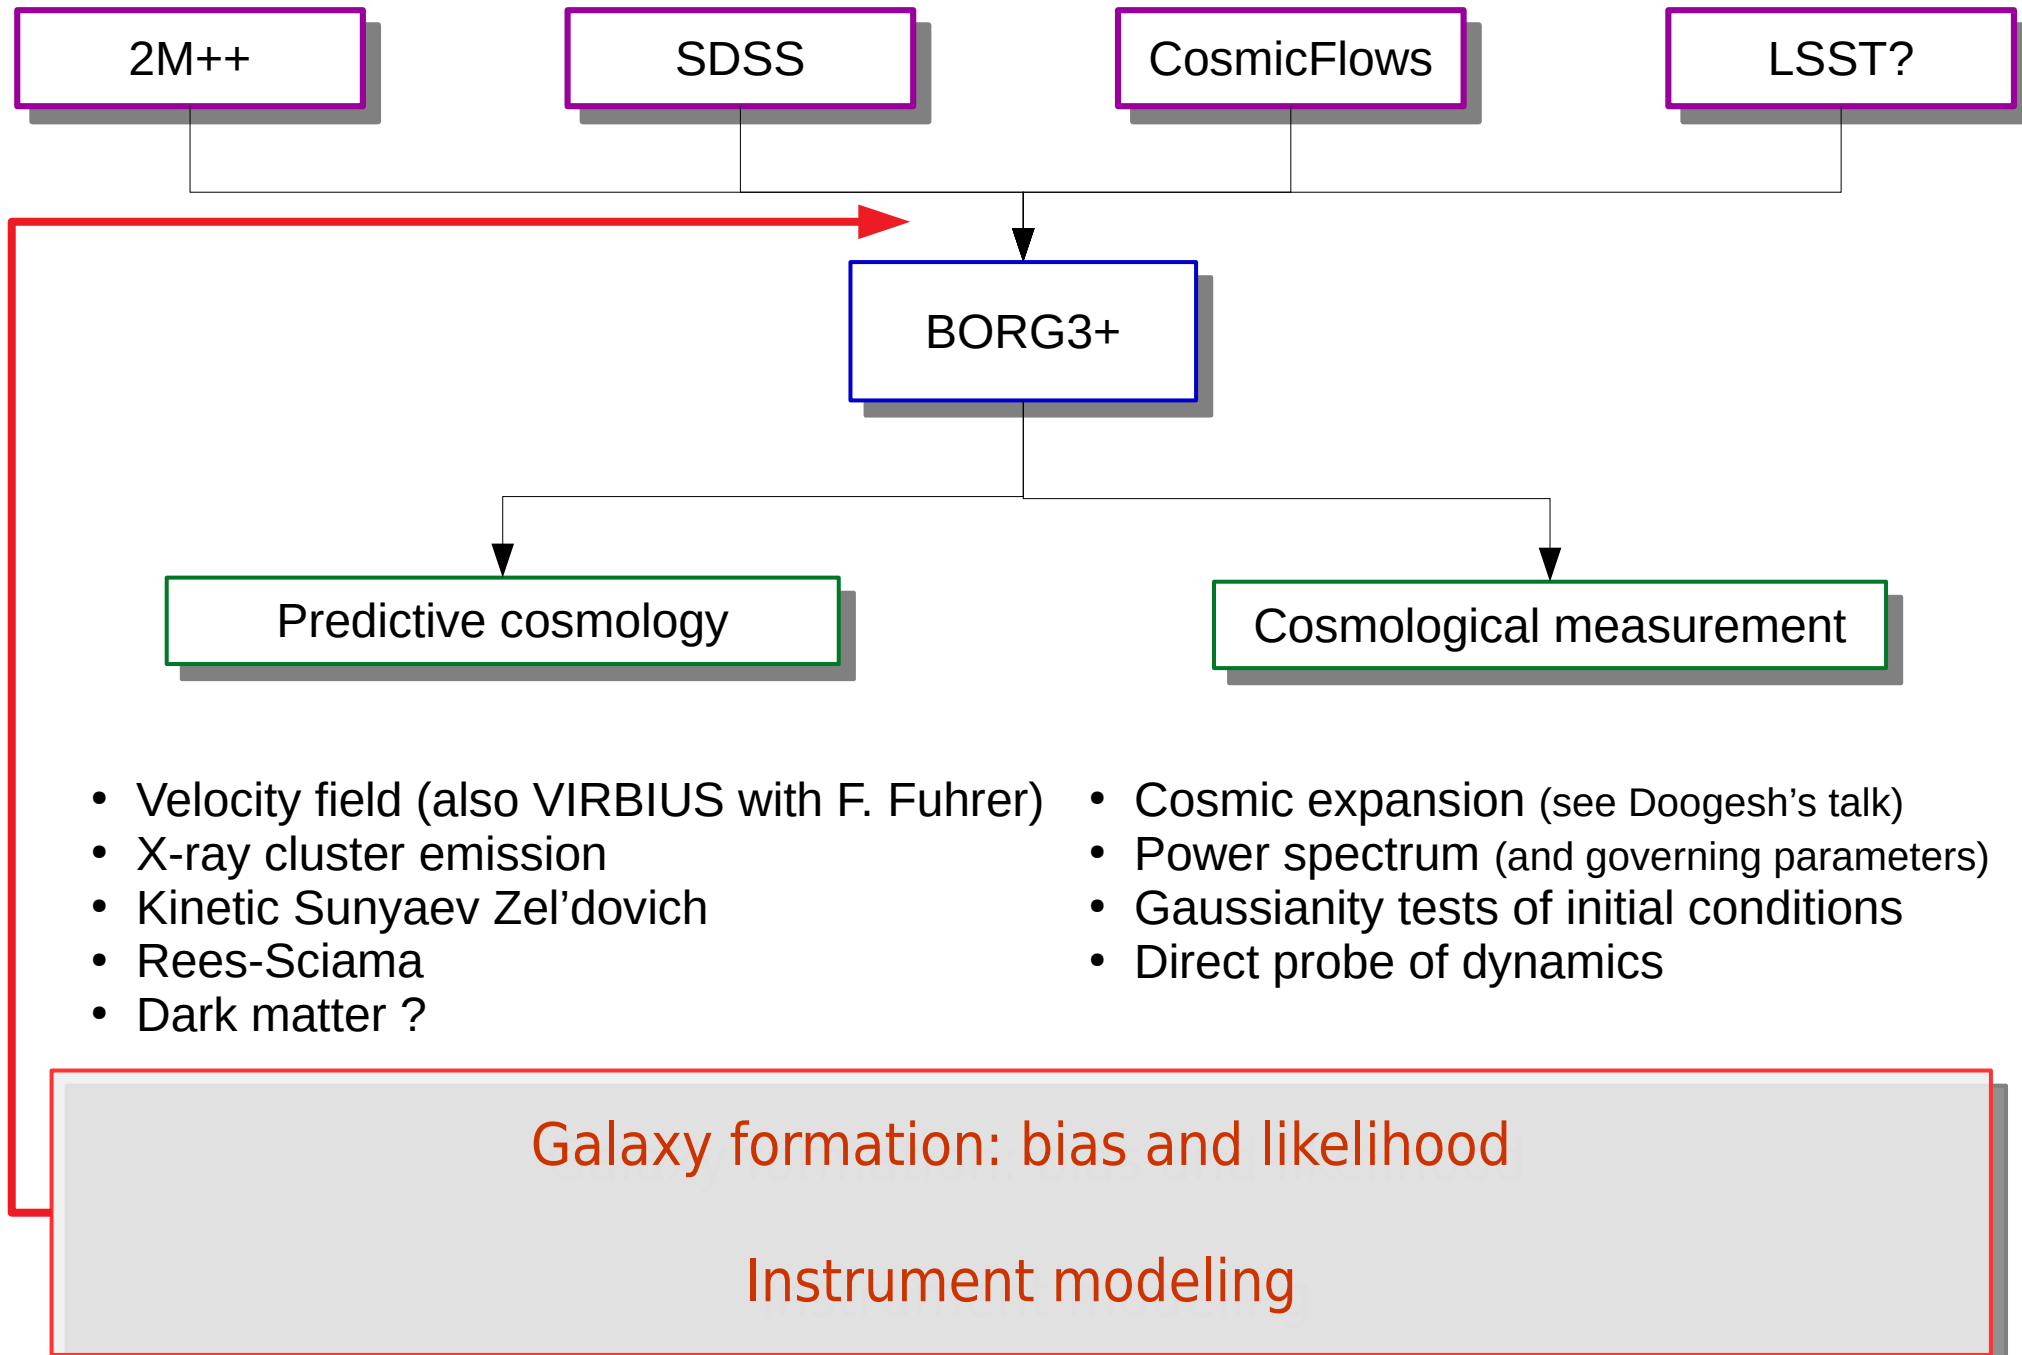 2M++
SDSS
CosmicFlows
LSST?
BORG3+
Predictive cosmology
Cosmological measurement
• Velocity field (also VIRBIUS with F. Fuhrer)
• X-ray cluster emission
• Kinetic Sunyaev Zel’dovich
• Rees-Sciama
• Dark matter ?
• Cosmic expansion (see Doogesh’s talk)
• Power spectrum (and governing parameters)
• Gaussianity tests of initial conditions
• Direct probe of dynamics
Galaxy formation: bias and likelihood
Instrument modeling